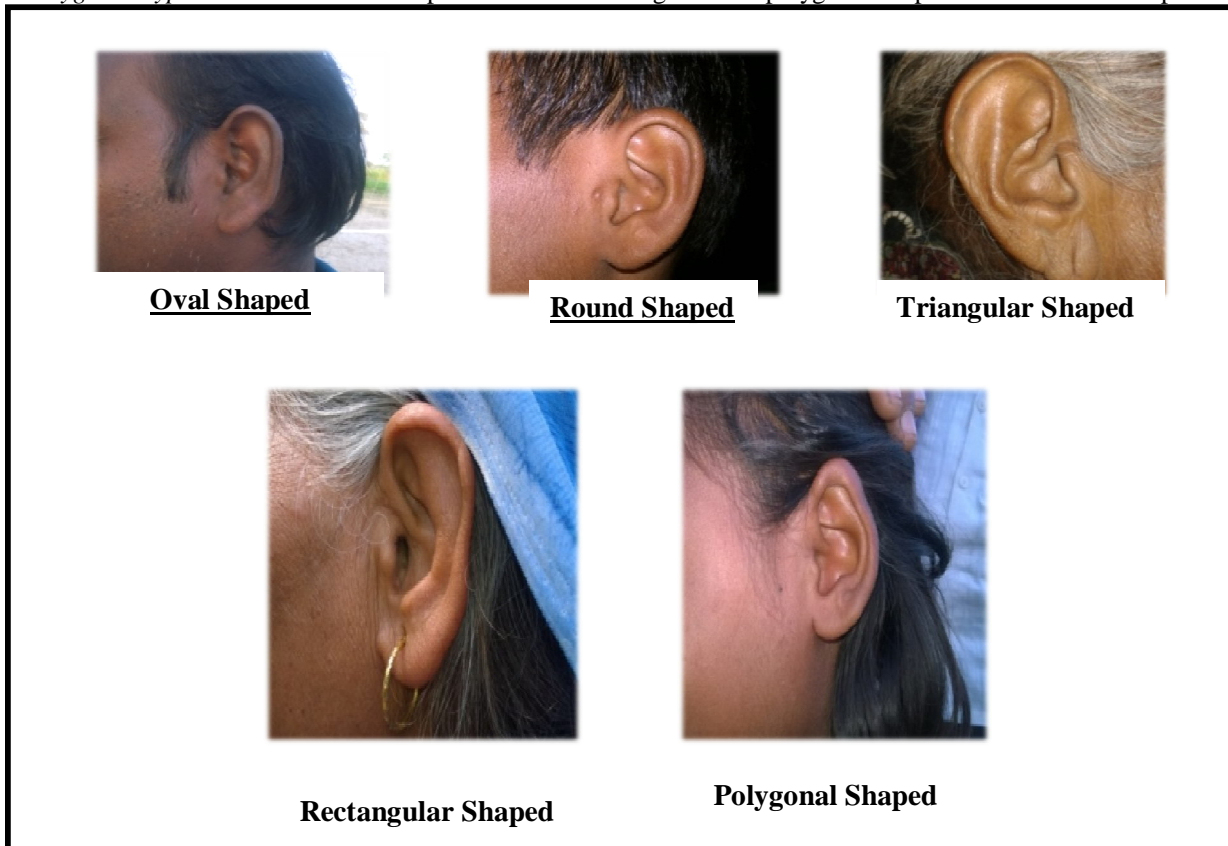 Oval Shaped
Round Shaped
Triangular Shaped
Rectangular Shaped
Polygonal Shaped